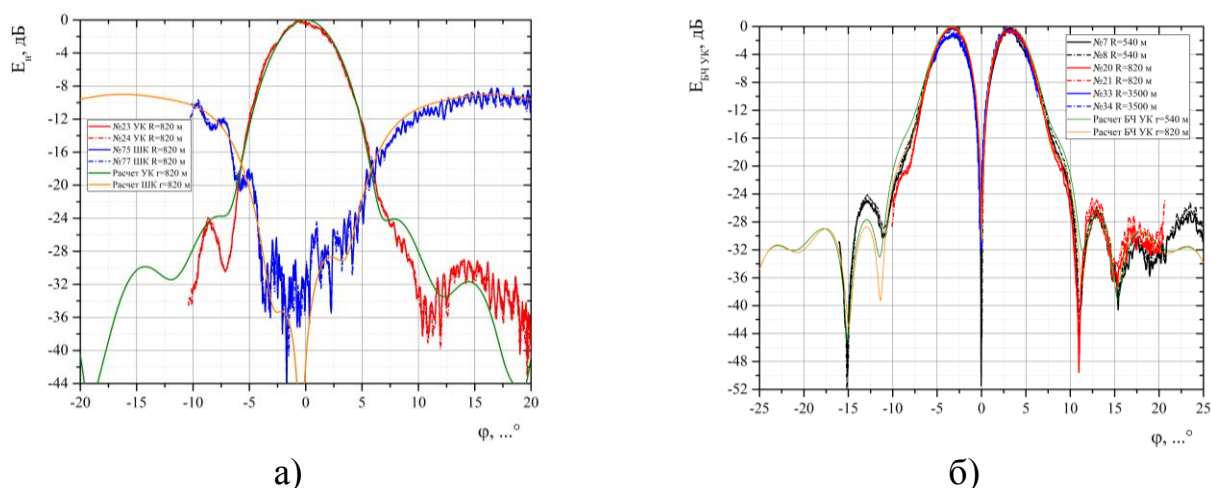 E_н, дБ
0
-4
-8
-12
-16
-20
-24
-28
-32
-36
-40
-44
№23 УК R=820 м
№24 УК R=820 м
№75 ШК R=820 м
№77 ШК R=820 м
Расчет УК r=820 м
Расчет ШК r=820 м
-20 -15 -10 -5 0 5 10 15 20
φ, ...°
а)
E_БЧ УК, дБ
0
-4
-8
-12
-16
-20
-24
-28
-32
-36
-40
-44
-48
-52
№7 R=540 м
№8 R=540 м
№20 R=820 м
№21 R=820 м
№33 R=3500 м
№34 R=3500 м
Расчет БЧ УК r=540 м
Расчет БЧ УК r=820 м
-25 -20 -15 -10 -5 0 5 10 15 20 25
φ, ...°
б)